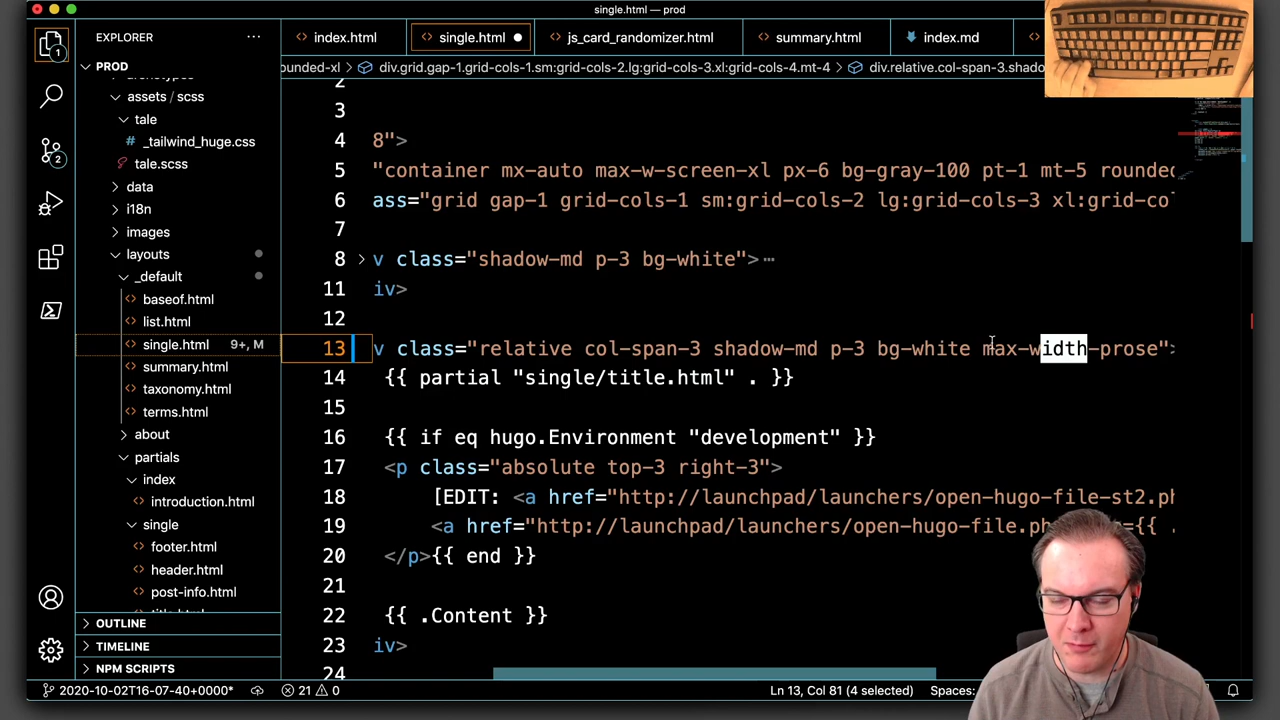 single.html — prod
EXPLORER ···
index.html
single.html
js_card_randomizer.html
summary.html
index.md
PROD
ounded-xl
div.grid.gap-1.grid-cols-1.sm:grid-cols-2.lg:grid-cols-3.xl:grid-cols-4.mt-4
div.relative.col-span-3.shado
archetypes
assets / scss
tale
# _tailwind_huge.css
tale.scss
data
i18n
images
layouts
_default
baseof.html
list.html
single.html 9+, M
summary.html
taxonomy.html
terms.html
about
partials
index
introduction.html
single
footer.html
header.html
post-info.html
title.html
OUTLINE
TIMELINE
NPM SCRIPTS
1
2
2
3
4 8">
5 "container mx-auto max-w-screen-xl px-6 bg-gray-100 pt-1 mt-5 rounded
6 ass="grid gap-1 grid-cols-1 sm:grid-cols-2 lg:grid-cols-3 xl:grid-co
7
8 v class="shadow-md p-3 bg-white">···
11 iv>
12
13 v class="relative col-span-3 shadow-md p-3 bg-white max-width-prose">
14 {{ partial "single/title.html" . }}
15
16 {{ if eq hugo.Environment "development" }}
17 <p class="absolute top-3 right-3">
18 [EDIT: <a href="http://launchpad/launchers/open-hugo-file-st2.ph
19 <a href="http://launchpad/launchers/open-hugo-file.ph ={{ .
20 </p>{{ end }}
21
22 {{ .Content }}
23 iv>
24
2020-10-02T16-07-40+0000* 21 0 Ln 13, Col 81 (4 selected) Spaces: